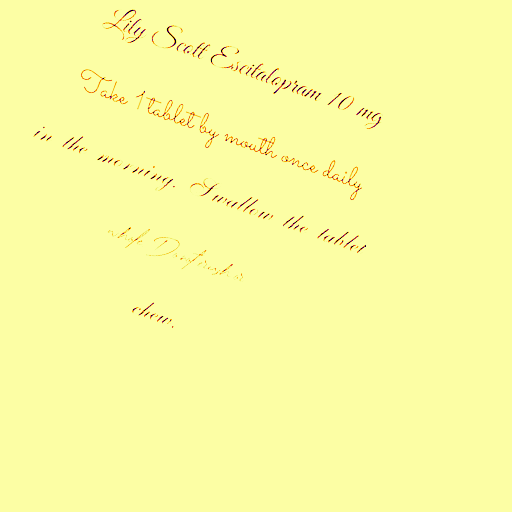 Lily Scott Escitalopram 10 mg
Take 1 tablet by mouth once daily
in the morning. Swallow the tablet
chew.